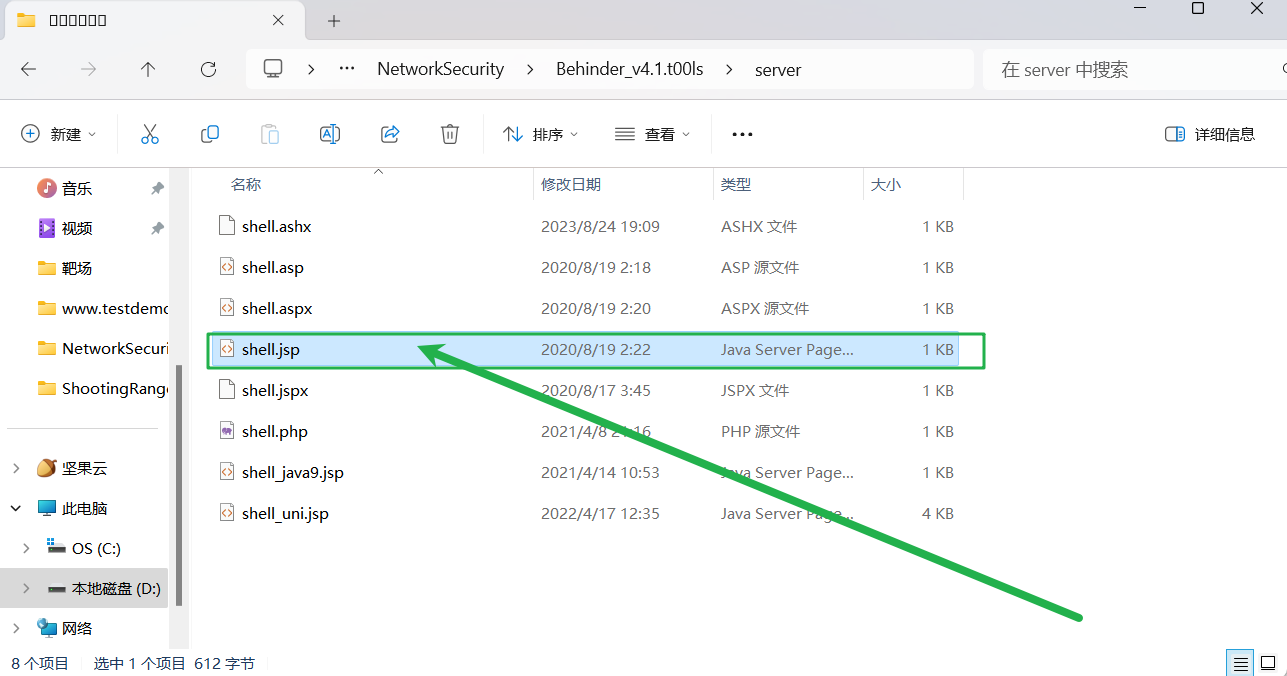 NetworkSecurity
Behinder_v4.1.t00ls
server
在 server 中搜索
新建
排序
查看
详细信息
名称
修改日期
类型
大小
音乐
视频
靶场
www.testdemo
NetworkSecuri
ShootingRange
坚果云
此电脑
OS (C:)
本地磁盘 (D:)
网络
shell.ashx 2023/8/24 19:09 ASHX 文件 1 KB
shell.asp 2020/8/19 2:18 ASP 源文件 1 KB
shell.aspx 2020/8/19 2:20 ASPX 源文件 1 KB
shell.jsp 2020/8/19 2:22 Java Server Page... 1 KB
shell.jspx 2020/8/17 3:45 JSPX 文件 1 KB
shell.php 2021/4/8 21:16 PHP 源文件 1 KB
shell_java9.jsp 2021/4/14 10:53 Java Server Page... 1 KB
shell_uni.jsp 2022/4/17 12:35 Java Server Page... 4 KB
8 个项目 选中 1 个项目 612 字节